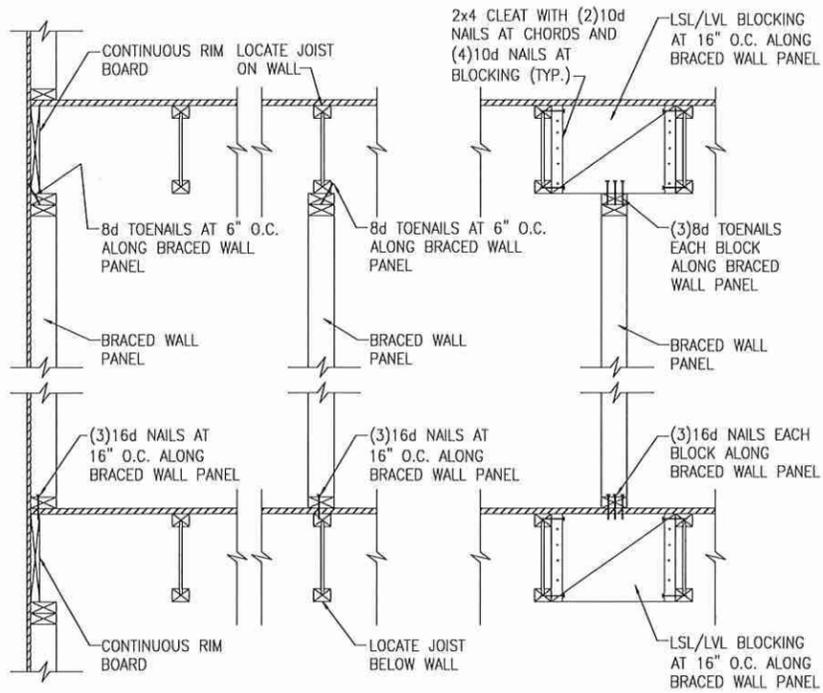 CONTINUOUS RIM
BOARD
LOCATE JOIST
ON WALL
2x4 CLEAT WITH (2)10d
NAILS AT CHORDS AND
(4)10d NAILS AT
BLOCKING (TYP.)
LSL/LVL BLOCKING
AT 16" O.C. ALONG
BRACED WALL PANEL
8d TOENAILS AT 6" O.C.
ALONG BRACED WALL
PANEL
8d TOENAILS AT 6" O.C.
ALONG BRACED WALL
PANEL
(3)8d TOENAILS
EACH BLOCK
ALONG BRACED
WALL PANEL
BRACED WALL
PANEL
BRACED WALL
PANEL
BRACED WALL
PANEL
(3)16d NAILS AT
16" O.C. ALONG
BRACED WALL PANEL
(3)16d NAILS AT
16" O.C. ALONG
BRACED WALL PANEL
(3)16d NAILS EACH
BLOCK ALONG
BRACED WALL PANEL
CONTINUOUS RIM
BOARD
LOCATE JOIST
BELOW WALL
LSL/LVL BLOCKING
AT 16" O.C. ALONG
BRACED WALL PANEL